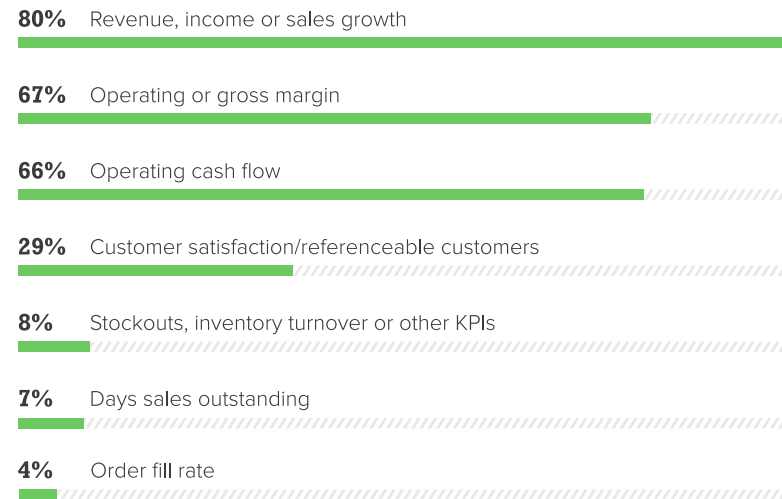 80% Revenue, income or sales growth
67% Operating or gross margin
66% Operating cash flow
29% Customer satisfaction/referenceable customers
8% Stockouts, inventory turnover or other KPIs
7% Days sales outstanding
4% Order fill rate